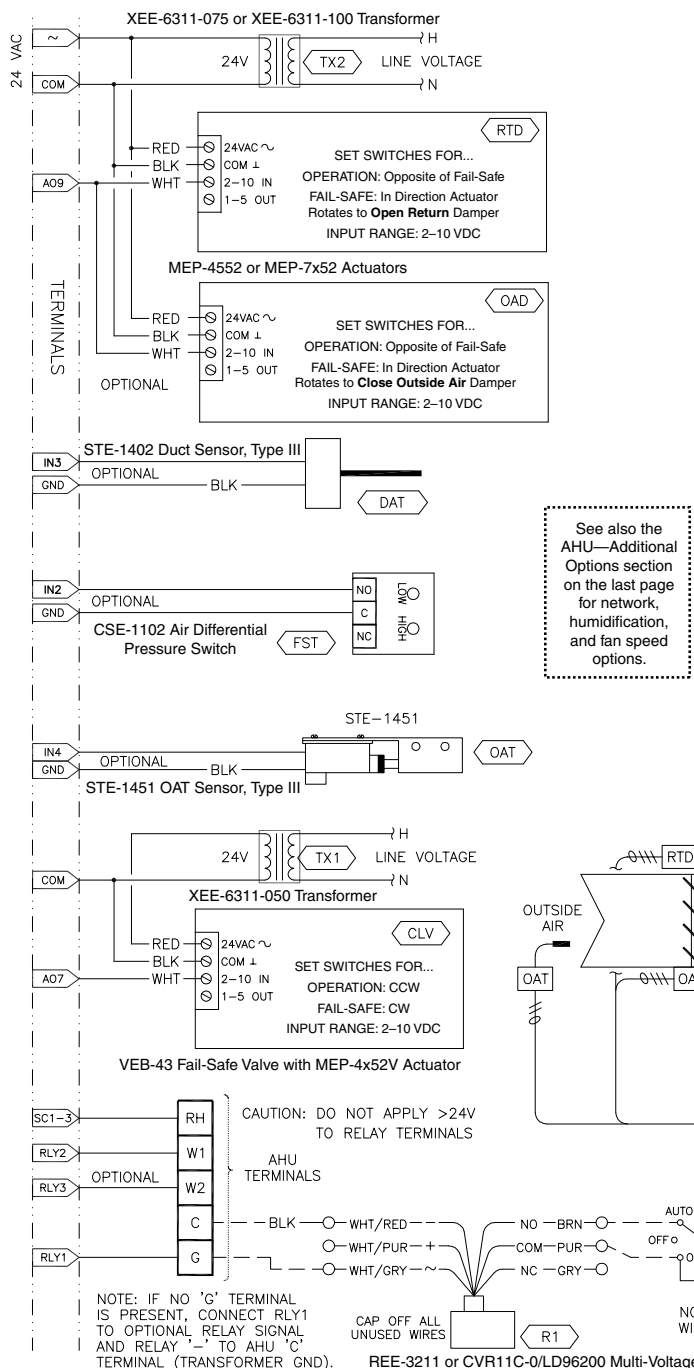 XEE-6311-075 or XEE-6311-100 Transformer
24 VAC
~
H
24V
TX2
LINE VOLTAGE
COM
N
RTD
RED
24VAC ~
BLK
COM ⊥
AO9
WHT
2–10 IN
1–5 OUT
SET SWITCHES FOR...
OPERATION: Opposite of Fail-Safe
FAIL-SAFE: In Direction Actuator
Rotates to Open Return Damper
INPUT RANGE: 2–10 VDC
MEP-4552 or MEP-7x52 Actuators
TERMINALS
OAD
RED
24VAC ~
BLK
COM ⊥
WHT
2–10 IN
1–5 OUT
OPTIONAL
SET SWITCHES FOR...
OPERATION: Opposite of Fail-Safe
FAIL-SAFE: In Direction Actuator
Rotates to Close Outside Air Damper
INPUT RANGE: 2–10 VDC
STE-1402 Duct Sensor, Type III
IN3
OPTIONAL
GND
BLK
DAT
See also the
AHU—Additional
Options section
on the last page
for network,
humidification,
and fan speed
options.
IN2
OPTIONAL
GND
NO
C
NC
LOW
HIGH
CSE-1102 Air Differential
Pressure Switch
FST
STE-1451
IN4
OPTIONAL
GND
BLK
OAT
STE-1451 OAT Sensor, Type III
H
24V
TX1
LINE VOLTAGE
COM
N
XEE-6311-050 Transformer
CLV
RED
24VAC ~
BLK
COM ⊥
AO7
WHT
2–10 IN
1–5 OUT
SET SWITCHES FOR...
OPERATION: CCW
FAIL-SAFE: CW
INPUT RANGE: 2–10 VDC
VEB-43 Fail-Safe Valve with MEP-4x52V Actuator
RTD
OUTSIDE
AIR
OAT
OA
SC1-3
RH
CAUTION: DO NOT APPLY >24V
TO RELAY TERMINALS
RLY2
W1
AHU
TERMINALS
RLY3
OPTIONAL
W2
C
BLK
WHT/RED
–
NO
BRN
AUTO
OFF
WHT/PUR
+
COM
PUR
O
RLY1
G
WHT/GRY
~
NC
GRY
NOTE: IF NO 'G' TERMINAL
IS PRESENT, CONNECT RLY1
TO OPTIONAL RELAY SIGNAL
AND RELAY '–' TO AHU 'C'
TERMINAL (TRANSFORMER GND).
CAP OFF ALL
UNUSED WIRES
R1
NO
WI
REE-3211 or CVR11C-0/LD96200 Multi-Voltage